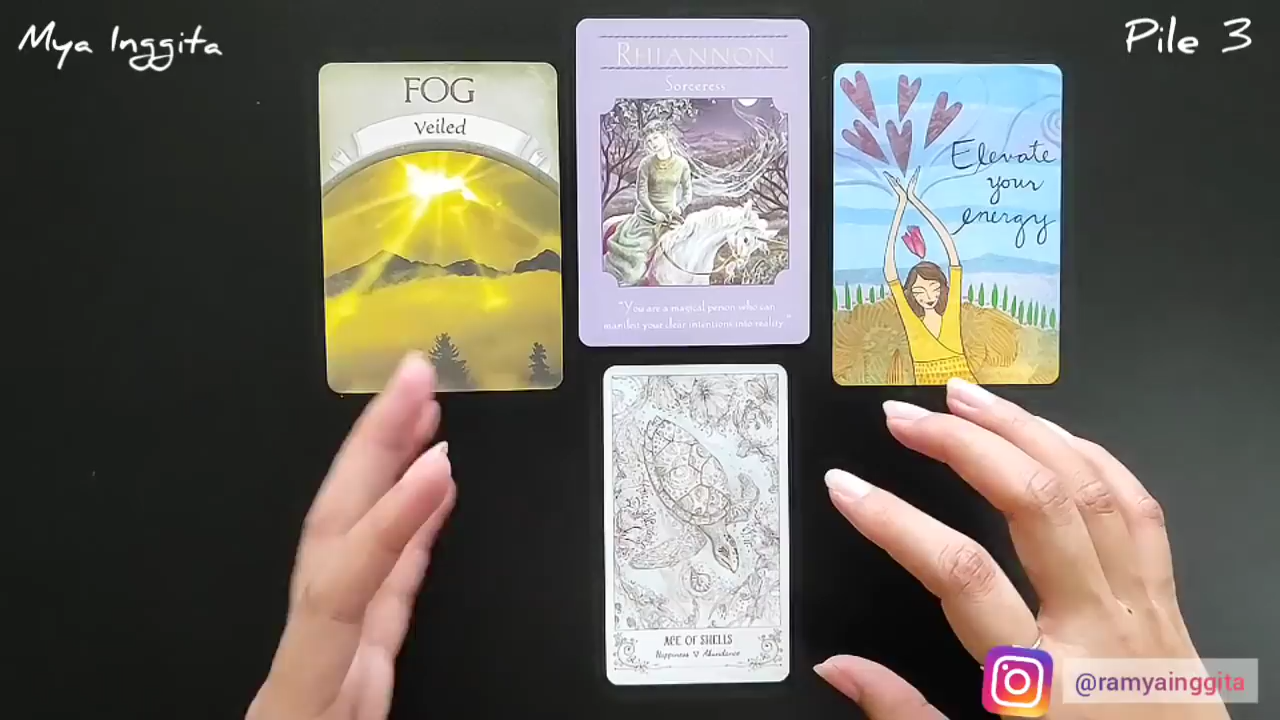 Mya Inggita
Pile 3
FOG
Veiled
RHIANNON
Sorceress
"You are a magical person who can
manifest your clear intentions into reality."
Elevate
your
energy
ACE OF SHELLS
Happiness ♡ Abundance
@ramyainggita